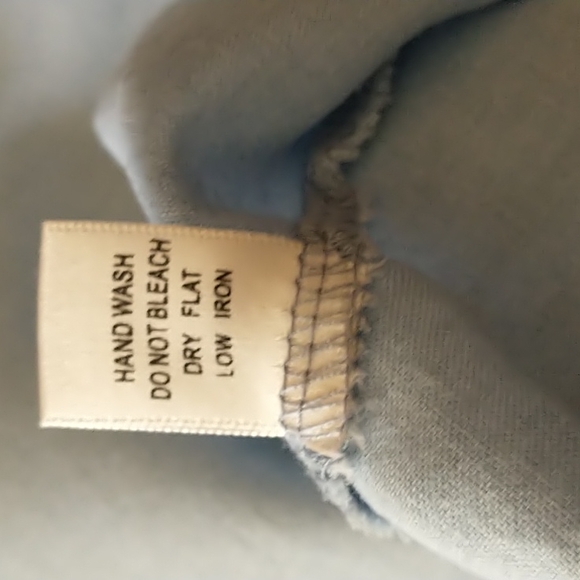 HAND WASH
DO NOT BLEACH
DRY FLAT
LOW IRON